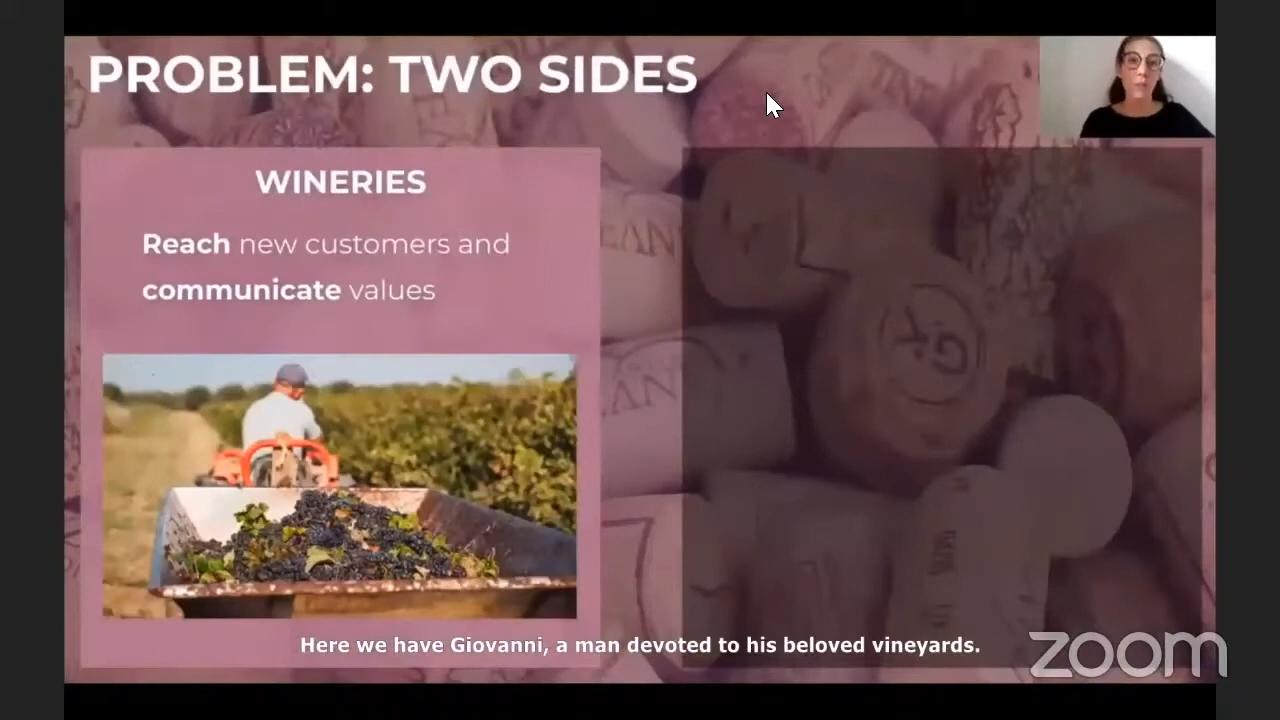 PROBLEM: TWO SIDES
WINERIES
Reach new customers and
communicate values
Here we have Giovanni, a man devoted to his beloved vineyards.
zoom